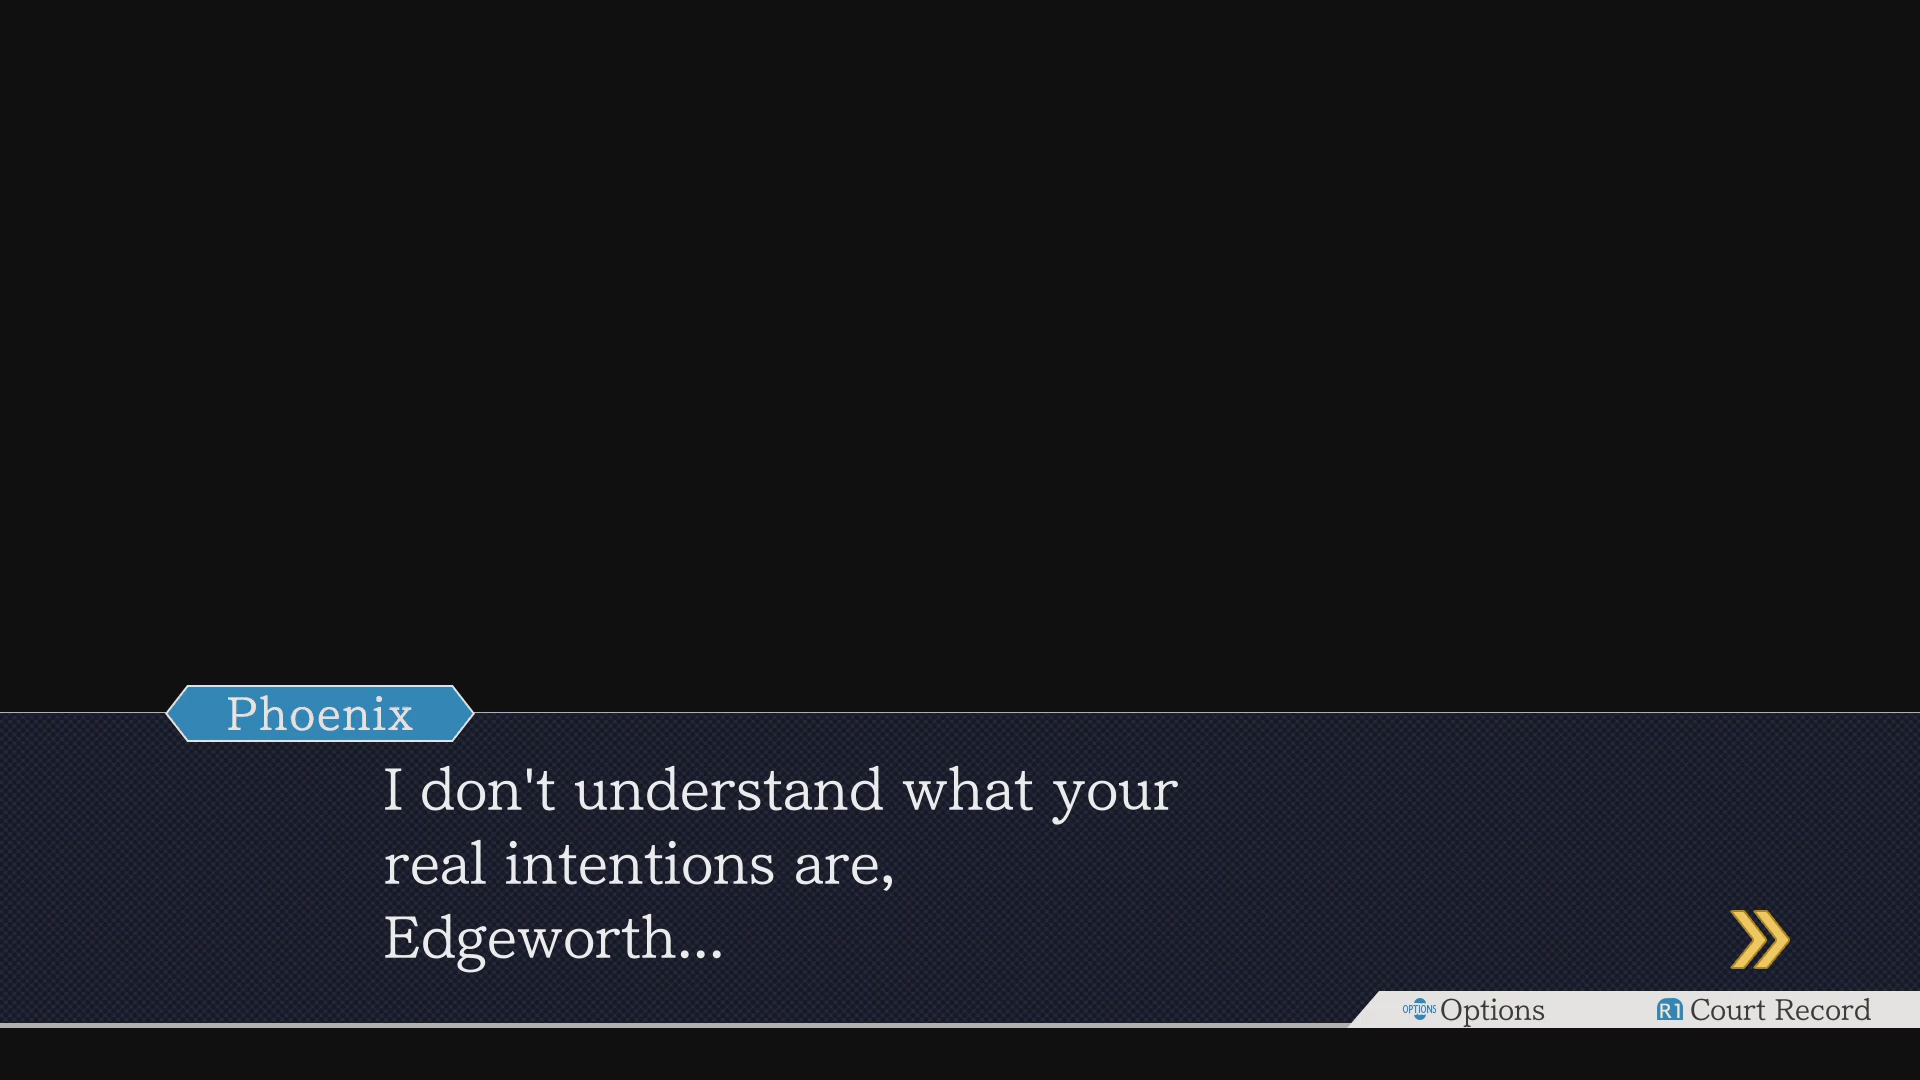 Phoenix
I don't understand what your
real intentions are,
Edgeworth...
OPTIONS Options
R1 Court Record